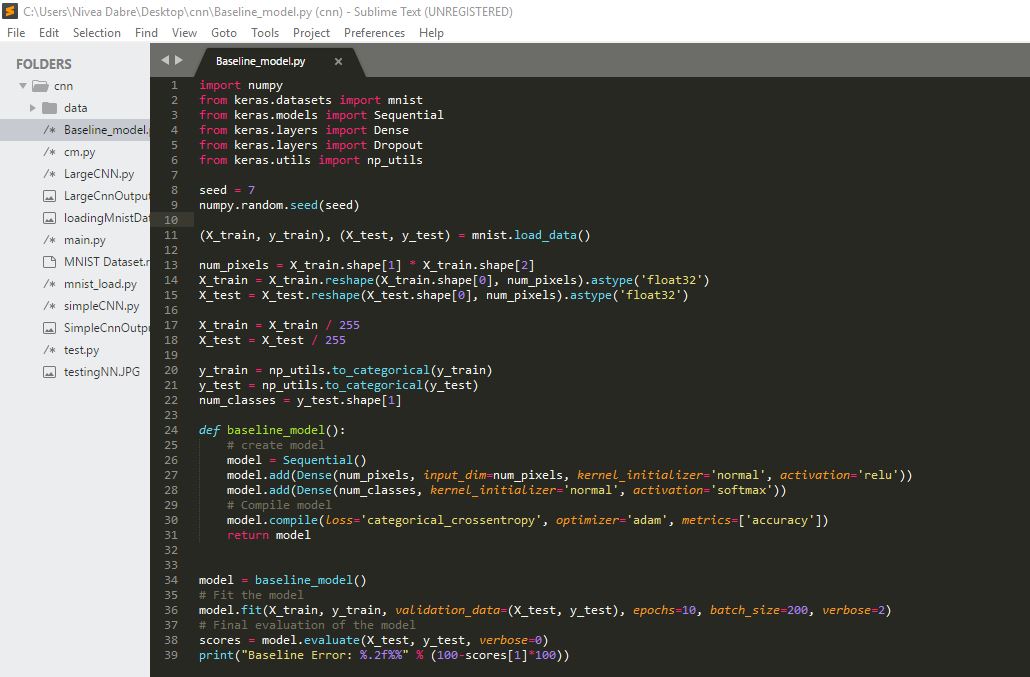 C:\Users\Nivea Dabre\Desktop\cnn\Baseline_model.py (cnn) - Sublime Text (UNREGISTERED)
File Edit Selection Find View Goto Tools Project Preferences Help
FOLDERS
cnn
data
Baseline_model.
cm.py
LargeCNN.py
LargeCnnOutpu
loadingMnistDat
main.py
MNIST Dataset.r
mnist_load.py
simpleCNN.py
SimpleCnnOutpu
test.py
testingNN.JPG
Baseline_model.py ×
1 import numpy
2 from keras.datasets import mnist
3 from keras.models import Sequential
4 from keras.layers import Dense
5 from keras.layers import Dropout
6 from keras.utils import np_utils
7
8 seed = 7
9 numpy.random.seed(seed)
10
11 (X_train, y_train), (X_test, y_test) = mnist.load_data()
12
13 num_pixels = X_train.shape[1] * X_train.shape[2]
14 X_train = X_train.reshape(X_train.shape[0], num_pixels).astype('float32')
15 X_test = X_test.reshape(X_test.shape[0], num_pixels).astype('float32')
16
17 X_train = X_train / 255
18 X_test = X_test / 255
19
20 y_train = np_utils.to_categorical(y_train)
21 y_test = np_utils.to_categorical(y_test)
22 num_classes = y_test.shape[1]
23
24 def baseline_model():
25     # create model
26     model = Sequential()
27     model.add(Dense(num_pixels, input_dim=num_pixels, kernel_initializer='normal', activation='relu'))
28     model.add(Dense(num_classes, kernel_initializer='normal', activation='softmax'))
29     # Compile model
30     model.compile(loss='categorical_crossentropy', optimizer='adam', metrics=['accuracy'])
31     return model
32
33
34 model = baseline_model()
35 # Fit the model
36 model.fit(X_train, y_train, validation_data=(X_test, y_test), epochs=10, batch_size=200, verbose=2)
37 # Final evaluation of the model
38 scores = model.evaluate(X_test, y_test, verbose=0)
39 print("Baseline Error: %.2f%%" % (100-scores[1]*100))